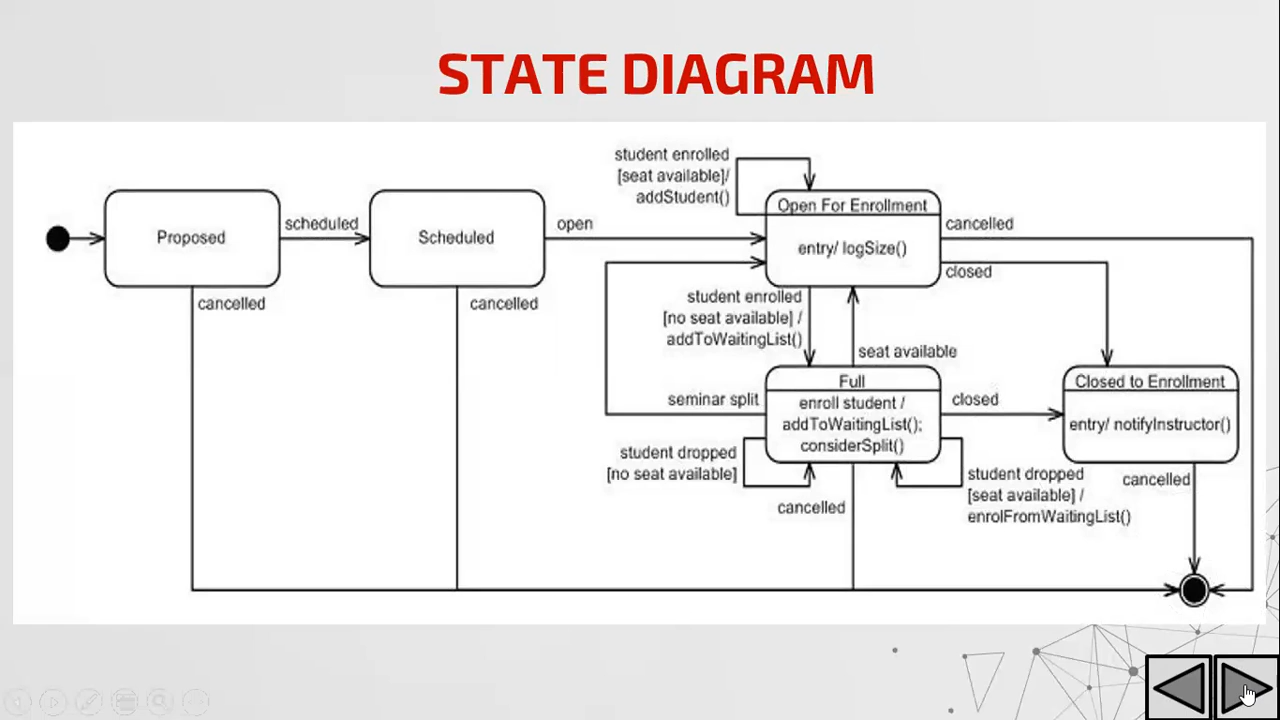 STATE DIAGRAM
student enrolled
[seat available]/
addStudent()
Proposed
scheduled
Scheduled
open
Open For Enrollment
entry/ logSize()
cancelled
closed
cancelled
cancelled
student enrolled
[no seat available] /
addToWaitingList()
seat available
seminar split
Full
enroll student /
addToWaitingList();
considerSplit()
closed
Closed to Enrollment
entry/ notifyInstructor()
student dropped
[no seat available]
cancelled
student dropped
[seat available] /
enrolFromWaitingList()
cancelled